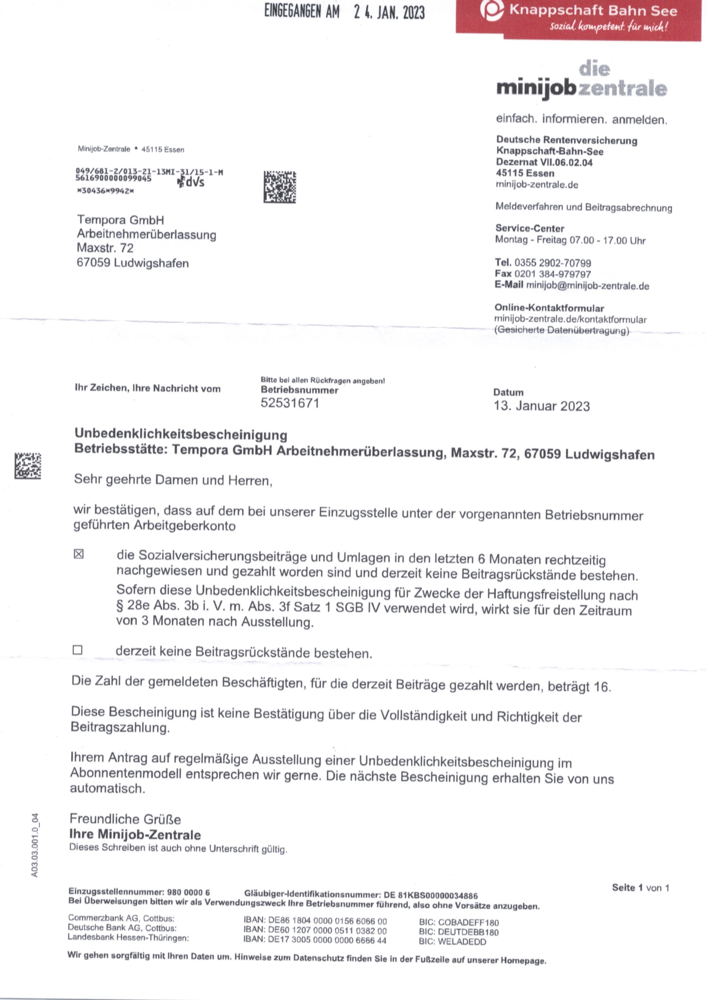 EINGEGANGEN AM 24. JAN. 2023
Knappschaft Bahn See
sozial. kompetent. für mich!
die
minijobzentrale
einfach. informieren. anmelden.
Deutsche Rentenversicherung
Knappschaft-Bahn-See
Dezernat VII.06.02.04
45115 Essen
minijob-zentrale.de
Meldeverfahren und Beitragsabrechnung
Service-Center
Montag - Freitag 07.00 - 17.00 Uhr
Tel. 0355 2902-70799
Fax 0201 384-979797
E-Mail minijob@minijob-zentrale.de
Online-Kontaktformular
minijob-zentrale.de/kontaktformular
(Gesicherte Datenübertragung)
Minijob-Zentrale • 45115 Essen
049/681-2/013-21-13MI-31/15-1-M
5616900000099045
dvs
*30436*9942*
Tempora GmbH
Arbeitnehmerüberlassung
Maxstr. 72
67059 Ludwigshafen
Ihr Zeichen, Ihre Nachricht vom
Bitte bei allen Rückfragen angeben!
Betriebsnummer
52531671
Datum
13. Januar 2023
Unbedenklichkeitsbescheinigung
Betriebsstätte: Tempora GmbH Arbeitnehmerüberlassung, Maxstr. 72, 67059 Ludwigshafen
Sehr geehrte Damen und Herren,
wir bestätigen, dass auf dem bei unserer Einzugsstelle unter der vorgenannten Betriebsnummer
geführten Arbeitgeberkonto
☒ die Sozialversicherungsbeiträge und Umlagen in den letzten 6 Monaten rechtzeitig
nachgewiesen und gezahlt worden sind und derzeit keine Beitragsrückstände bestehen.
Sofern diese Unbedenklichkeitsbescheinigung für Zwecke der Haftungsfreistellung nach
§ 28e Abs. 3b i. V. m. Abs. 3f Satz 1 SGB IV verwendet wird, wirkt sie für den Zeitraum
von 3 Monaten nach Ausstellung.
☐ derzeit keine Beitragsrückstände bestehen.
Die Zahl der gemeldeten Beschäftigten, für die derzeit Beiträge gezahlt werden, beträgt 16.
Diese Bescheinigung ist keine Bestätigung über die Vollständigkeit und Richtigkeit der
Beitragszahlung.
Ihrem Antrag auf regelmäßige Ausstellung einer Unbedenklichkeitsbescheinigung im
Abonnentenmodell entsprechen wir gerne. Die nächste Bescheinigung erhalten Sie von uns
automatisch.
Freundliche Grüße
Ihre Minijob-Zentrale
Dieses Schreiben ist auch ohne Unterschrift gültig.
A03.03.001.0_04
Seite 1 von 1
Einzugsstellennummer: 980 0000 6 Gläubiger-Identifikationsnummer: DE 81KBS00000034886
Bei Überweisungen bitten wir als Verwendungszweck Ihre Betriebsnummer führend, also ohne Vorsätze anzugeben.
Commerzbank AG, Cottbus: IBAN: DE86 1804 0000 0156 6066 00 BIC: COBADEFF180
Deutsche Bank AG, Cottbus: IBAN: DE60 1207 0000 0511 0382 00 BIC: DEUTDEBB180
Landesbank Hessen-Thüringen: IBAN: DE17 3005 0000 0000 6666 44 BIC: WELADEDD
Wir gehen sorgfältig mit Ihren Daten um. Hinweise zum Datenschutz finden Sie in der Fußzeile auf unserer Homepage.